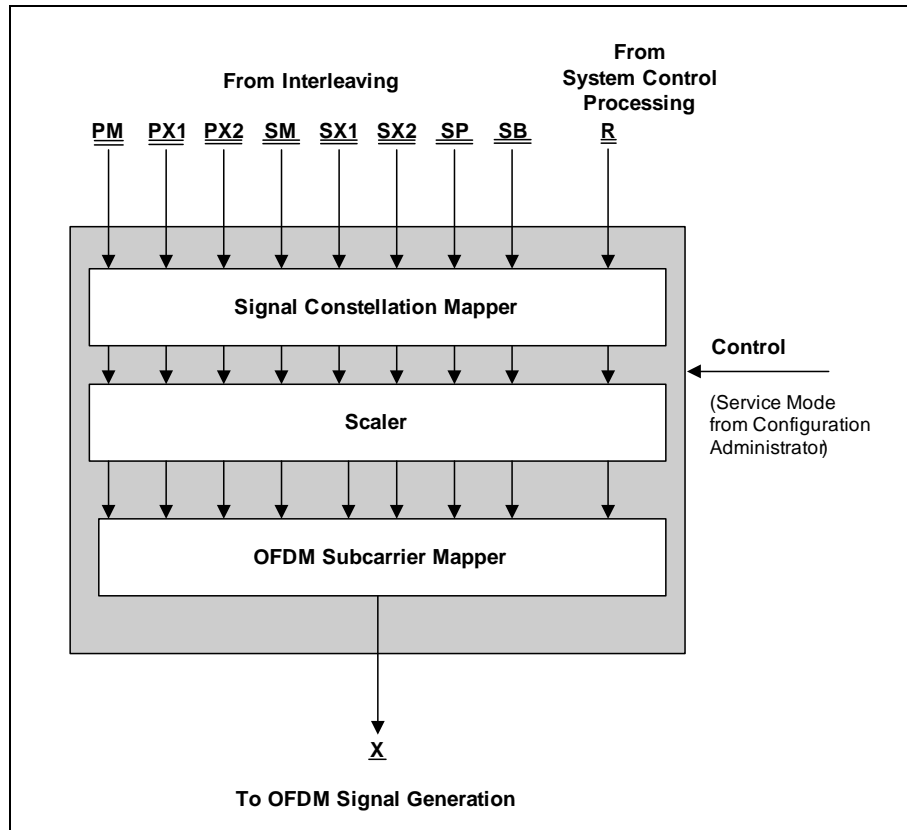 From
System Control
Processing
From Interleaving
PM PX1 PX2 SM SX1 SX2 SP SB R
Signal Constellation Mapper
Control
(Service Mode
from Configuration
Administrator)
Scaler
OFDM Subcarrier Mapper
X
To OFDM Signal Generation